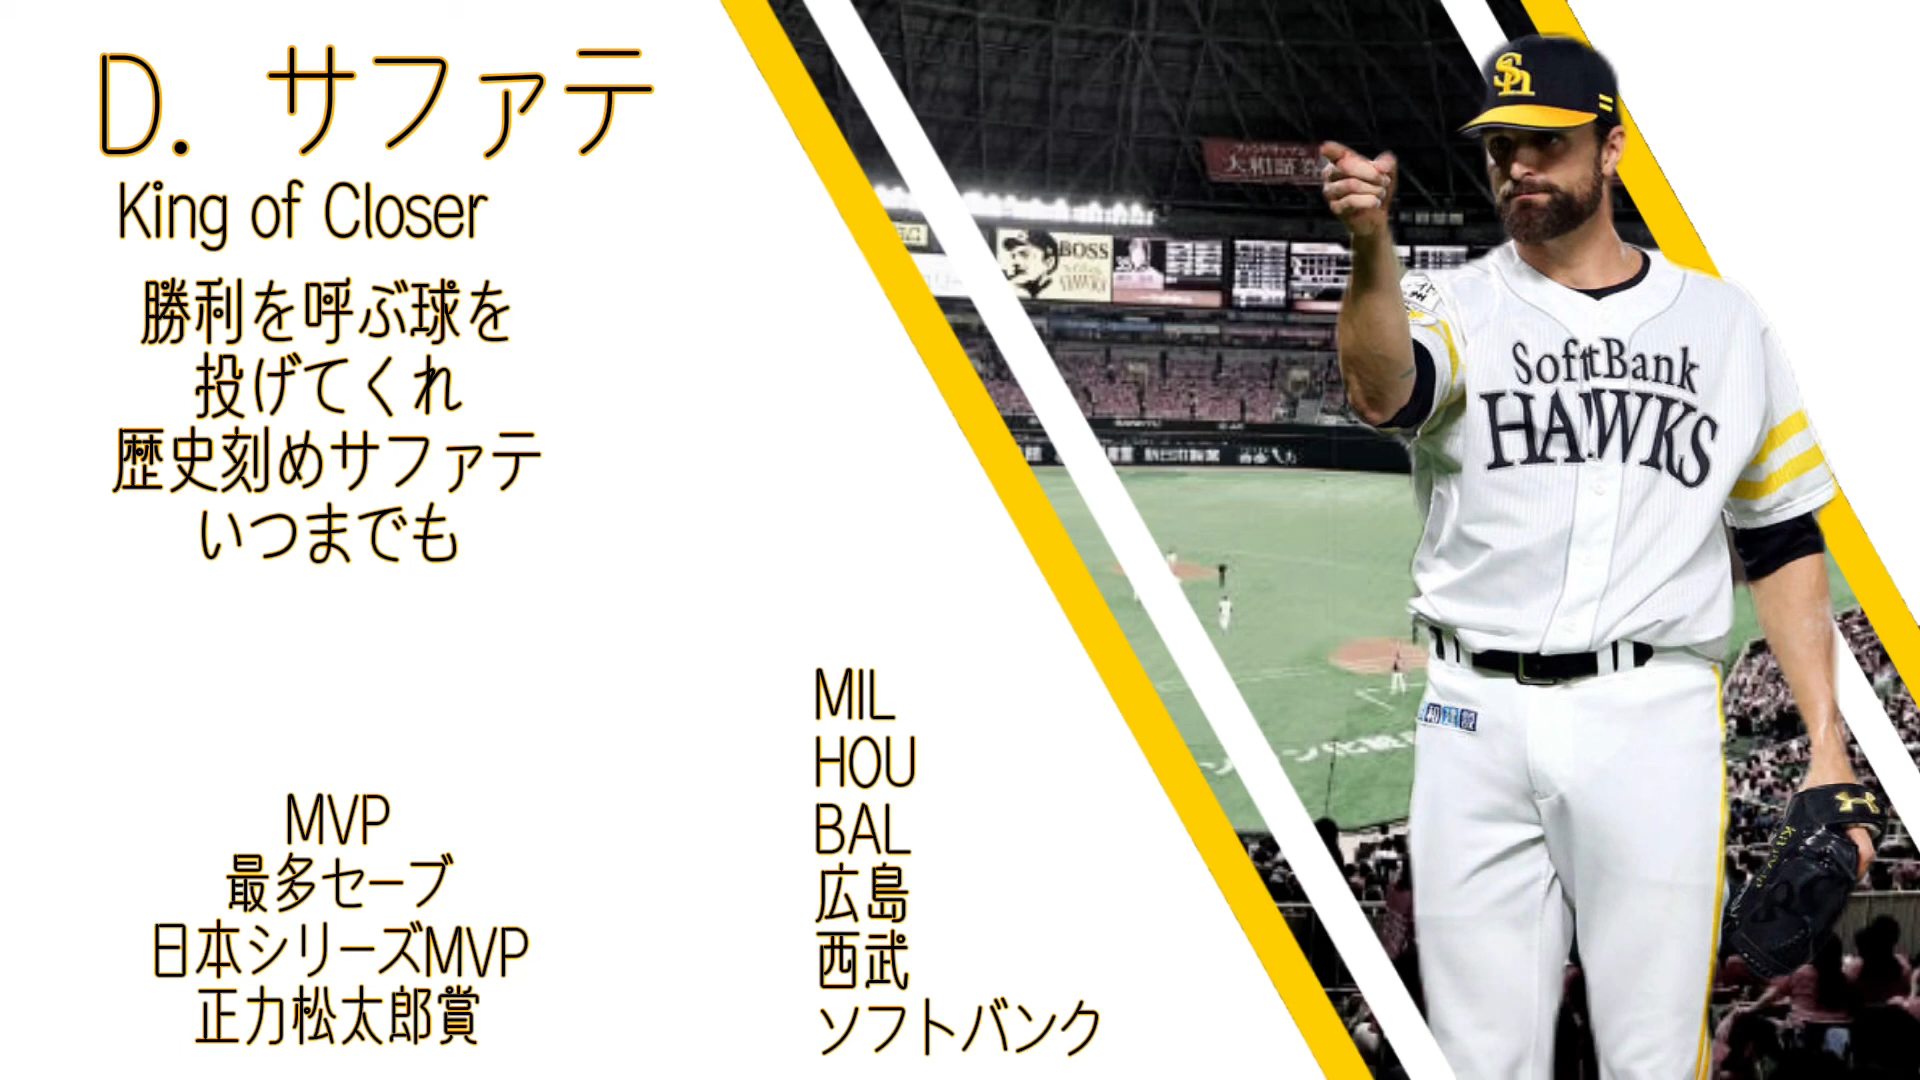 D. サファテ
King of Closer
勝利を呼ぶ球を
投げてくれ
歴史刻めサファテ
いつまでも
MVP
最多セーブ
日本シリーズMVP
正力松太郎賞
MIL
HOU
BAL
広島
西武
ソフトバンク
Sh
BOSS
HAWKS
SoftBank
HAWKS